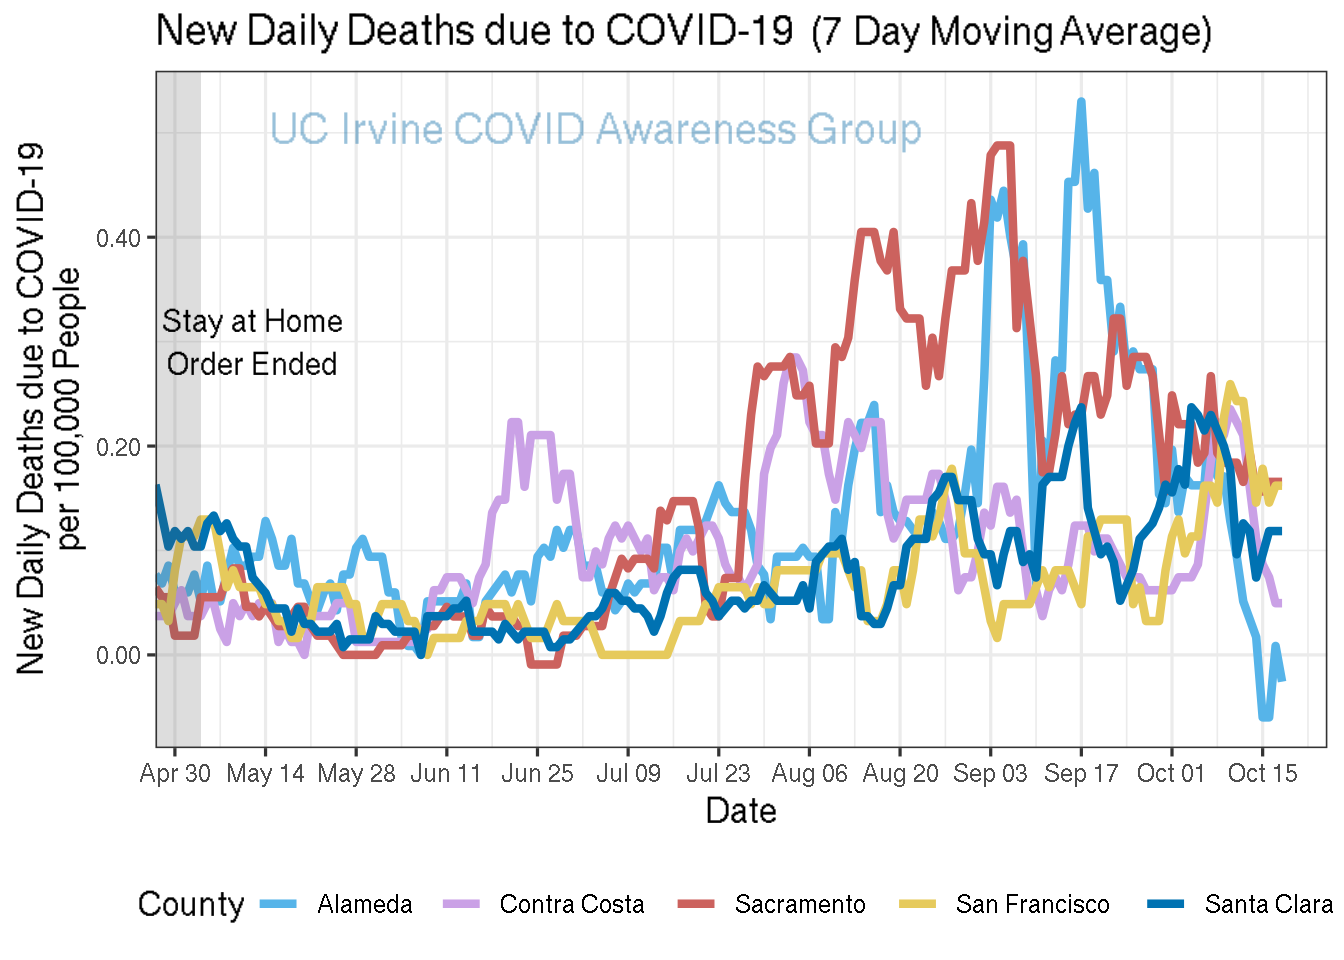 New Daily Deaths due to COVID-19 (7 Day Moving Average)
UC Irvine COVID Awareness Group
New Daily Deaths due to COVID-19
per 100,000 People
0.40
0.20
0.00
Stay at Home
Order Ended
Apr 30 May 14 May 28 Jun 11 Jun 25 Jul 09 Jul 23 Aug 06 Aug 20 Sep 03 Sep 17 Oct 01 Oct 15
Date
County Alameda Contra Costa Sacramento San Francisco Santa Clara